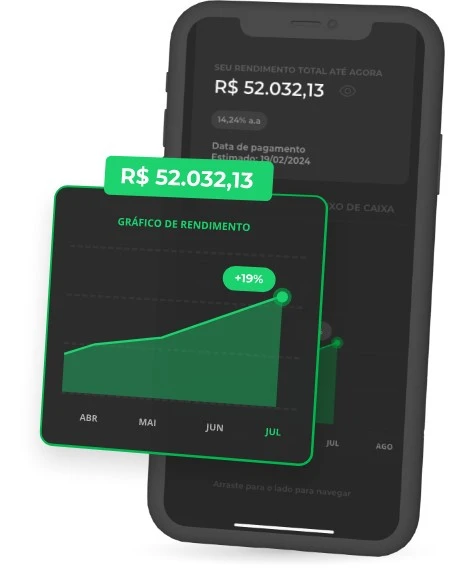 SEU RENDIMENTO TOTAL ATÉ AGORA
R$ 52.032,13
14,24% a.a
Data de pagamento
Estimado: 19/02/2024
R$ 52.032,13
XO DE CAIXA
GRÁFICO DE RENDIMENTO
+19%
ABR MAI JUN JUL
JUL AGO
Arraste para o lado para navegar